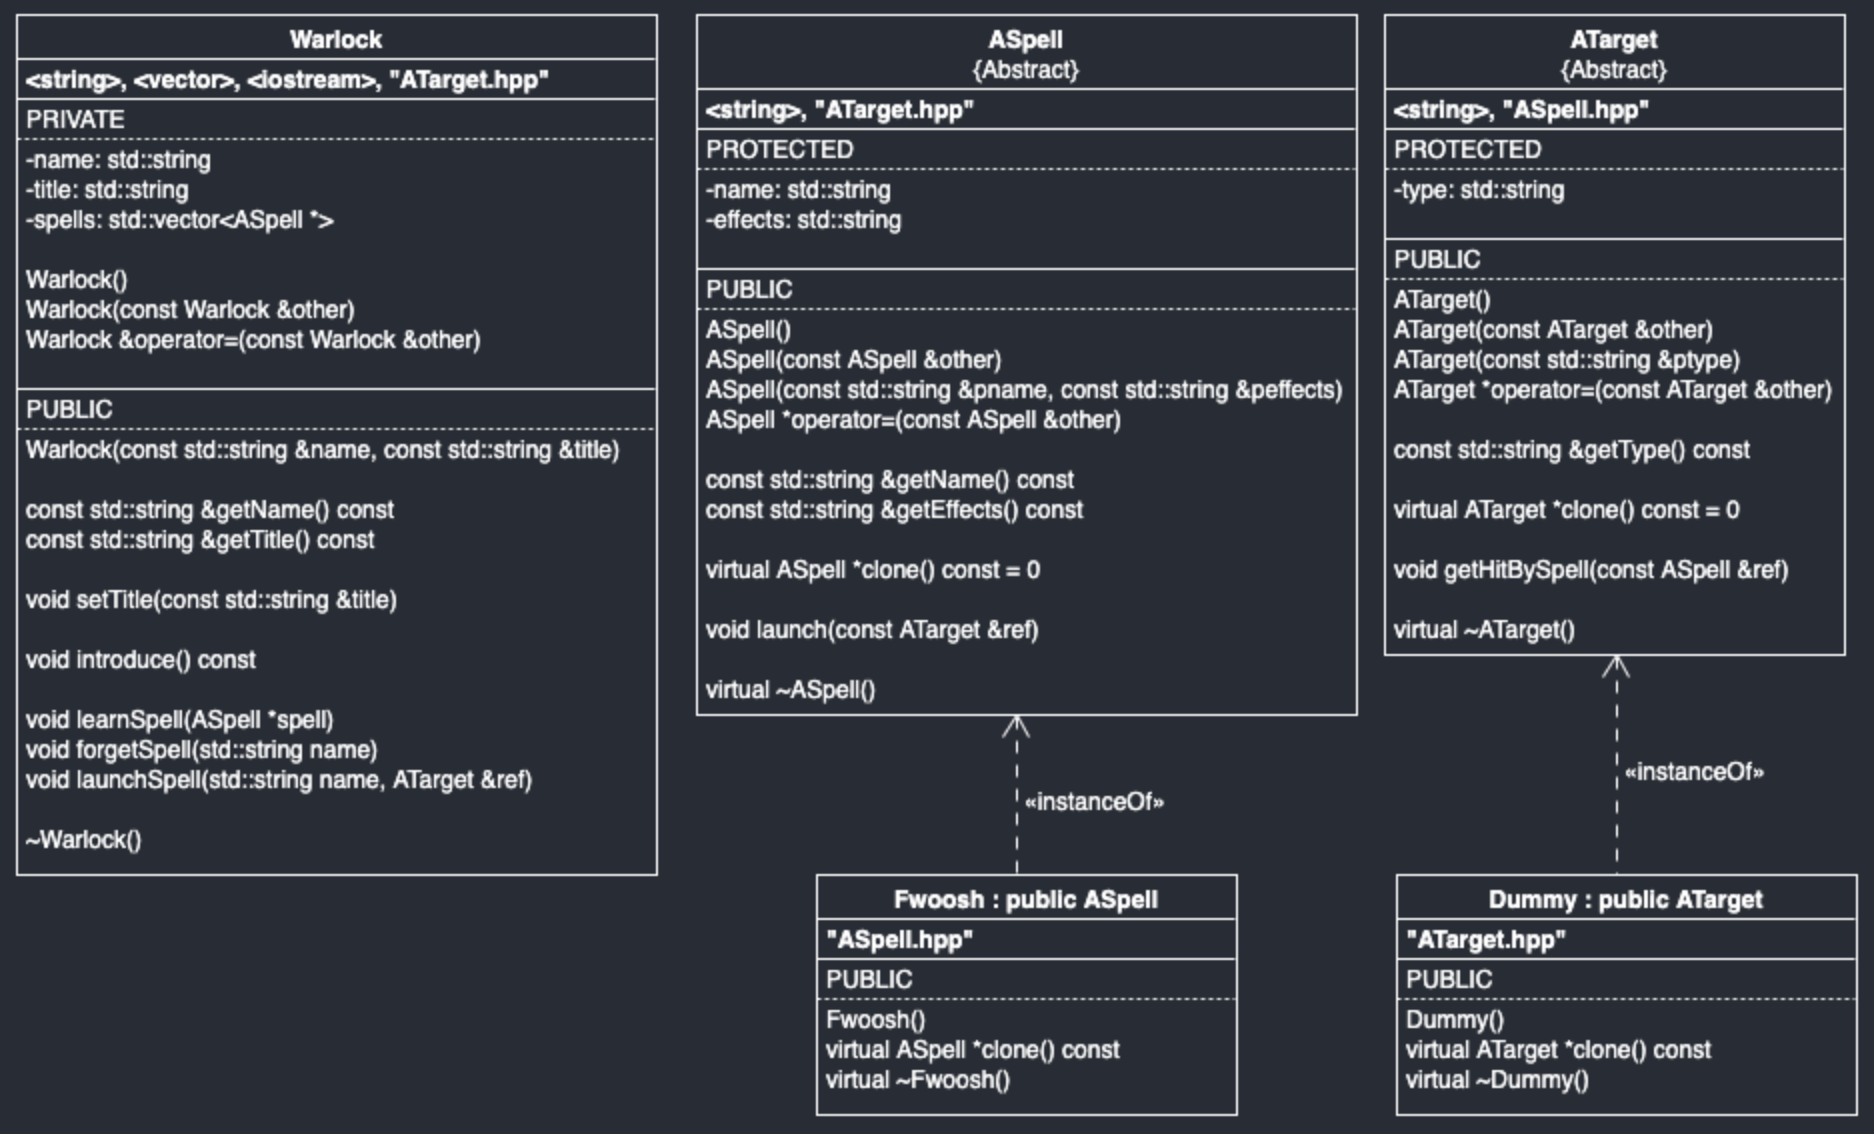 Warlock
<string>, <vector>, <iostream>, "ATarget.hpp"
PRIVATE
-name: std::string
-title: std::string
-spells: std::vector<ASpell *>
Warlock()
Warlock(const Warlock &other)
Warlock &operator=(const Warlock &other)
PUBLIC
Warlock(const std::string &name, const std::string &title)
const std::string &getName() const
const std::string &getTitle() const
void setTitle(const std::string &title)
void introduce() const
void learnSpell(ASpell *spell)
void forgetSpell(std::string name)
void launchSpell(std::string name, ATarget &ref)
~Warlock()
ASpell
{Abstract}
<string>, "ATarget.hpp"
PROTECTED
-name: std::string
-effects: std::string
PUBLIC
ASpell()
ASpell(const ASpell &other)
ASpell(const std::string &pname, const std::string &peffects)
ASpell *operator=(const ASpell &other)
const std::string &getName() const
const std::string &getEffects() const
virtual ASpell *clone() const = 0
void launch(const ATarget &ref)
virtual ~ASpell()
ATarget
{Abstract}
<string>, "ASpell.hpp"
PROTECTED
-type: std::string
PUBLIC
ATarget()
ATarget(const ATarget &other)
ATarget(const std::string &ptype)
ATarget *operator=(const ATarget &other)
const std::string &getType() const
virtual ATarget *clone() const = 0
void getHitBySpell(const ASpell &ref)
virtual ~ATarget()
«instanceOf»
«instanceOf»
Fwoosh : public ASpell
"ASpell.hpp"
PUBLIC
Fwoosh()
virtual ASpell *clone() const
virtual ~Fwoosh()
Dummy : public ATarget
"ATarget.hpp"
PUBLIC
Dummy()
virtual ATarget *clone() const
virtual ~Dummy()